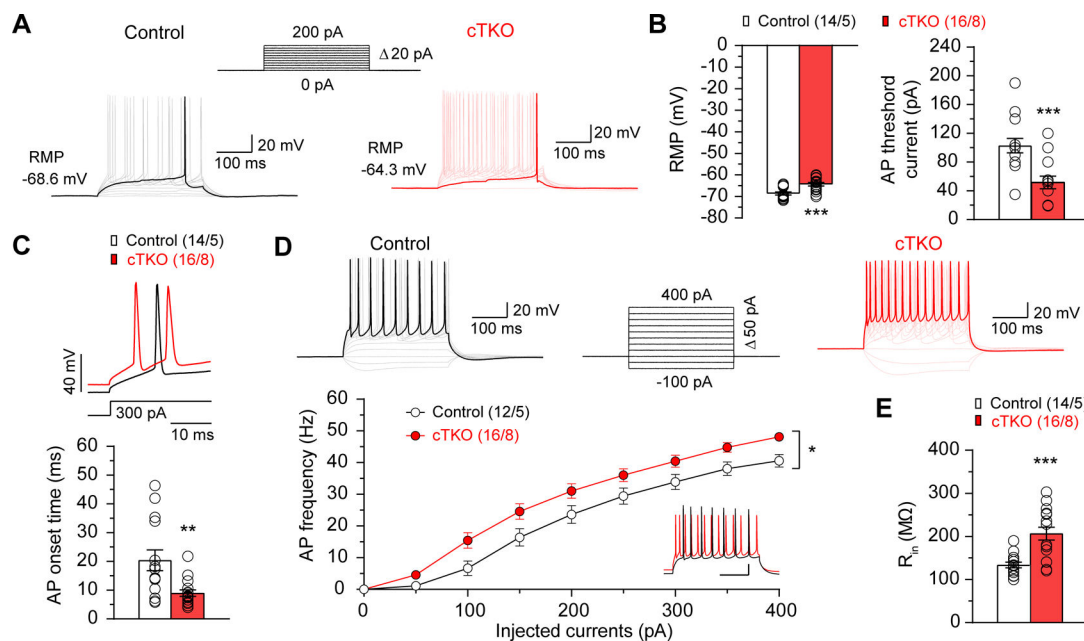 A
Control
200 pA
Δ20 pA
0 pA
cTKO
RMP
-68.6 mV
20 mV
100 ms
RMP
-64.3 mV
20 mV
100 ms
B
Control (14/5)
cTKO (16/8)
0
-10
-20
-30
-40
-50
-60
-70
-80
RMP (mV)
***
240
200
160
120
80
40
0
AP threshord
current (pA)
***
C
Control (14/5)
cTKO (16/8)
40 mV
300 pA
10 ms
60
50
40
30
20
10
0
AP onset time (ms)
**
D
Control
20 mV
100 ms
400 pA
Δ50 pA
-100 pA
cTKO
20 mV
100 ms
60
50
40
30
20
10
0
AP frequency (Hz)
Control (12/5)
cTKO (16/8)
*
0 100 200 300 400
Injected currents (pA)
E
Control (14/5
cTKO (16/8)
400
300
200
100
0
Rin (MΩ)
***